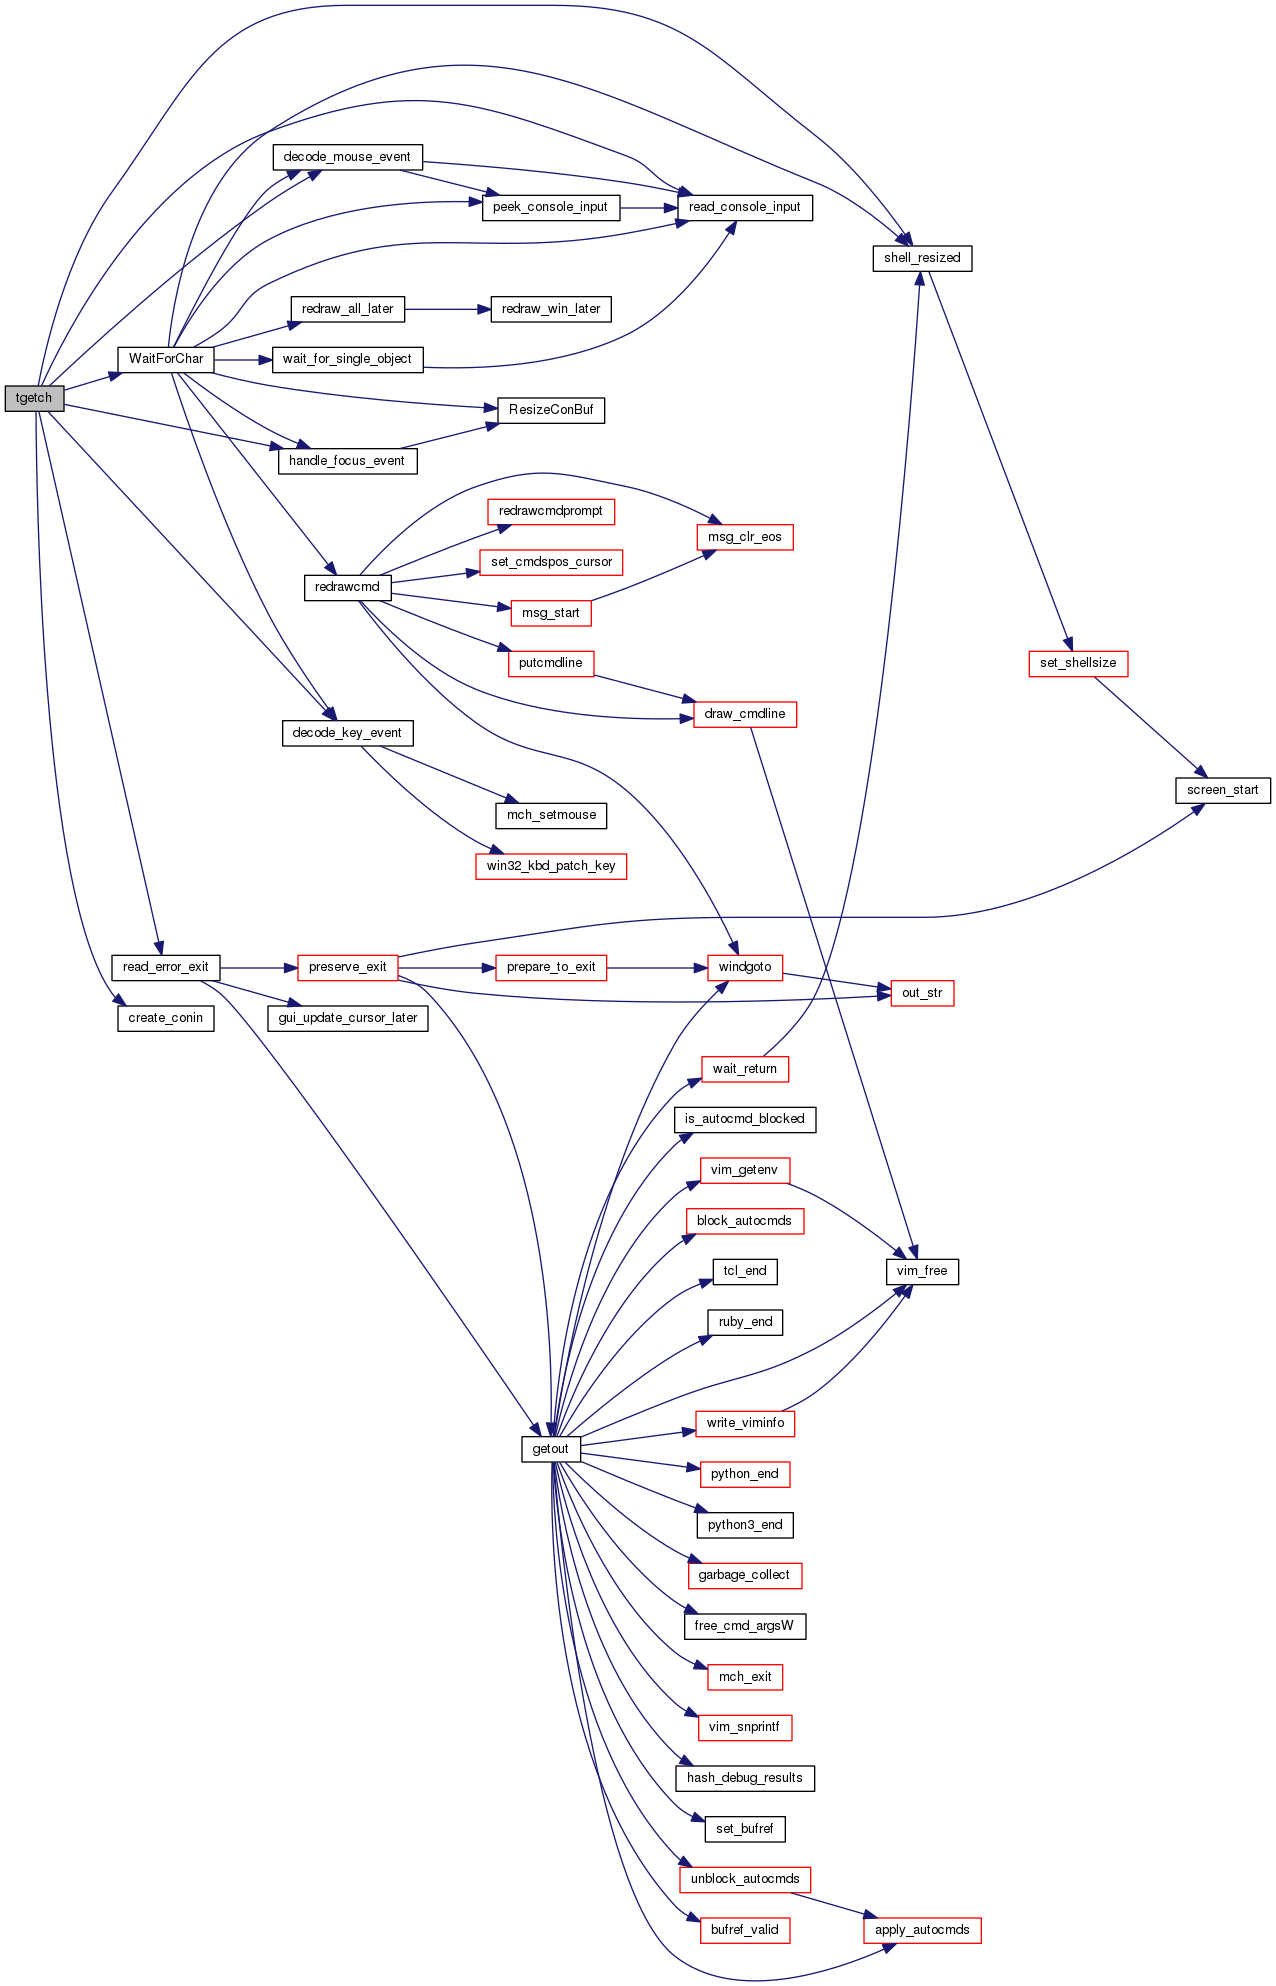 decode_mouse_event
peek_console_input
read_console_input
shell_resized
redraw_all_later
redraw_win_later
WaitForChar
wait_for_single_object
tgetch
ResizeConBuf
handle_focus_event
redrawcmdprompt
msg_clr_eos
set_cmdspos_cursor
redrawcmd
msg_start
putcmdline
set_shellsize
draw_cmdline
decode_key_event
screen_start
mch_setmouse
win32_kbd_patch_key
read_error_exit
preserve_exit
prepare_to_exit
windgoto
out_str
create_conin
gui_update_cursor_later
wait_return
is_autocmd_blocked
vim_getenv
block_autocmds
tcl_end
vim_free
ruby_end
write_viminfo
getout
python_end
python3_end
garbage_collect
free_cmd_argsW
mch_exit
vim_snprintf
hash_debug_results
set_bufref
unblock_autocmds
bufref_valid
apply_autocmds